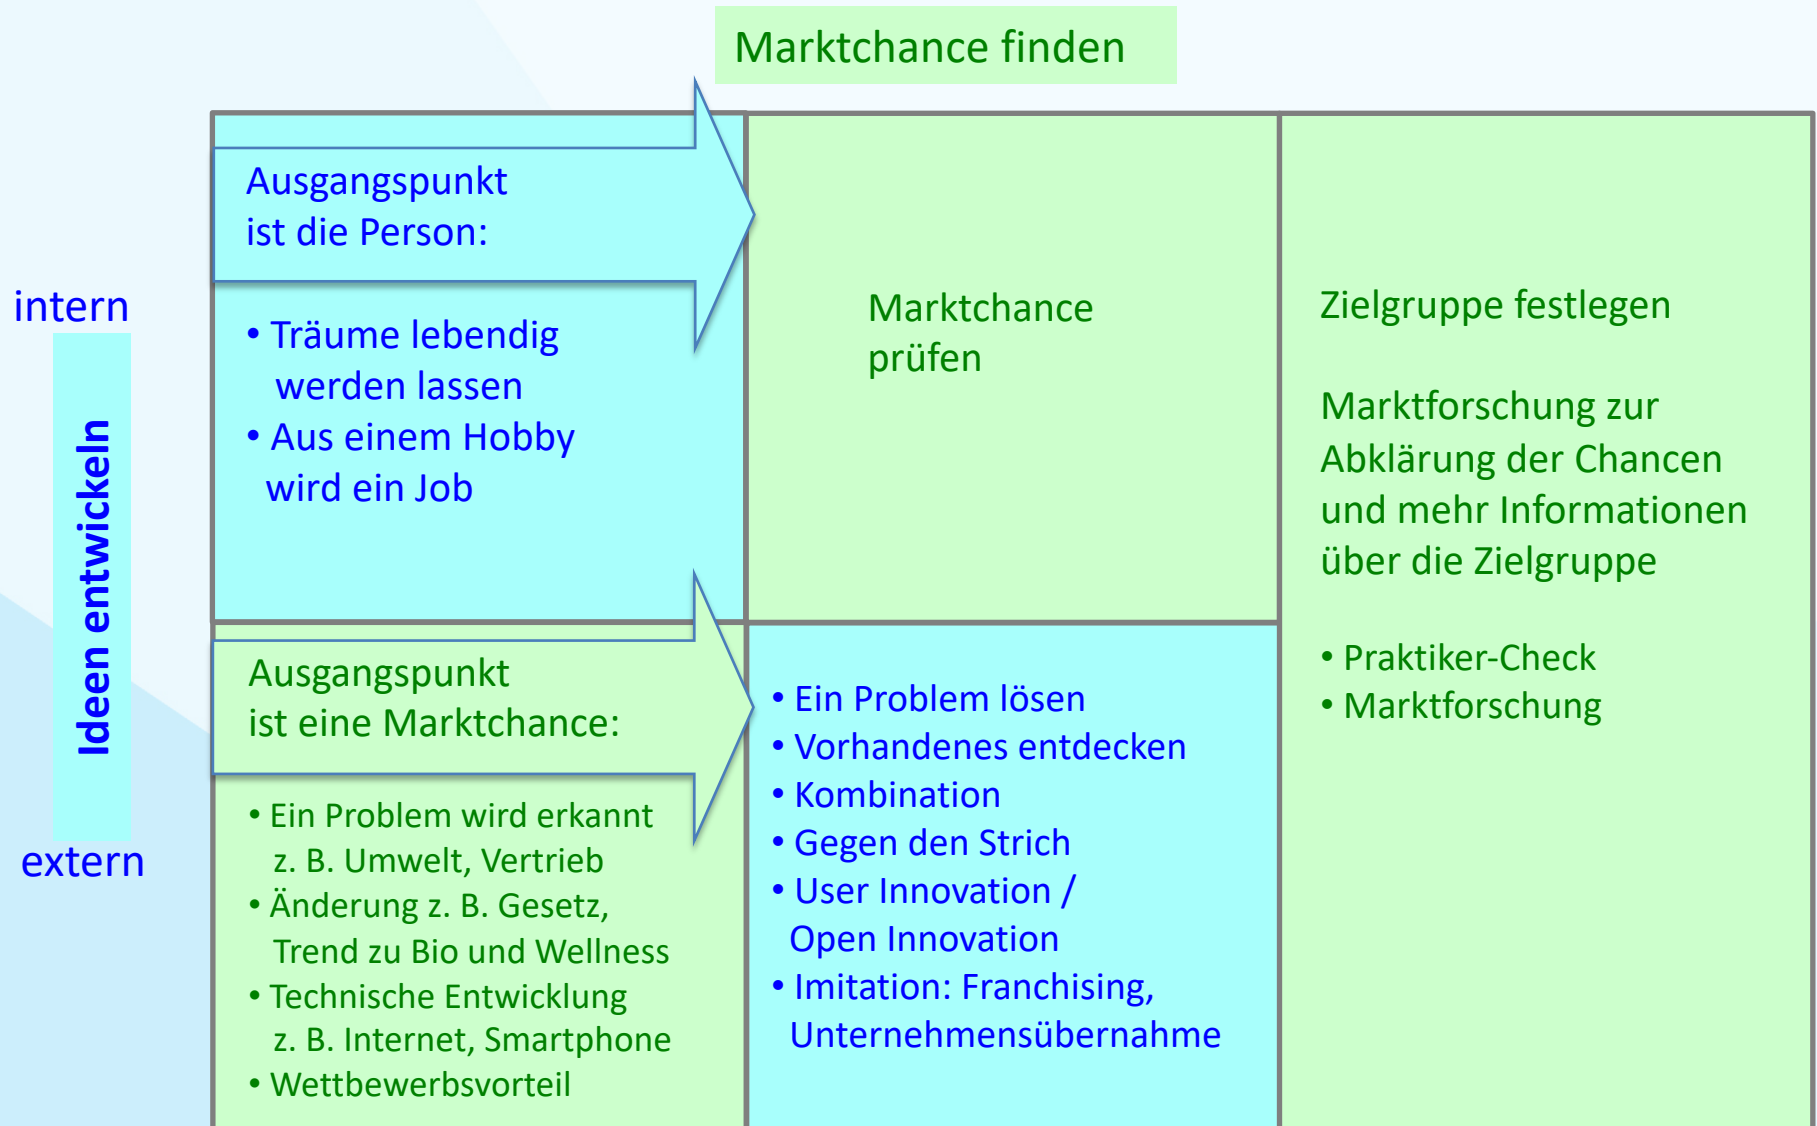 Marktchance finden
intern
Ideen entwickeln
extern
Ausgangspunkt
ist die Person:
• Träume lebendig
werden lassen
• Aus einem Hobby
wird ein Job
Marktchance
prüfen
Ausgangspunkt
ist eine Marktchance:
• Ein Problem wird erkannt
z. B. Umwelt, Vertrieb
• Änderung z. B. Gesetz,
Trend zu Bio und Wellness
• Technische Entwicklung
z. B. Internet, Smartphone
• Wettbewerbsvorteil
• Ein Problem lösen
• Vorhandenes entdecken
• Kombination
• Gegen den Strich
• User Innovation /
Open Innovation
• Imitation: Franchising,
Unternehmensübernahme
Zielgruppe festlegen
Marktforschung zur
Abklärung der Chancen
und mehr Informationen
über die Zielgruppe
• Praktiker-Check
• Marktforschung